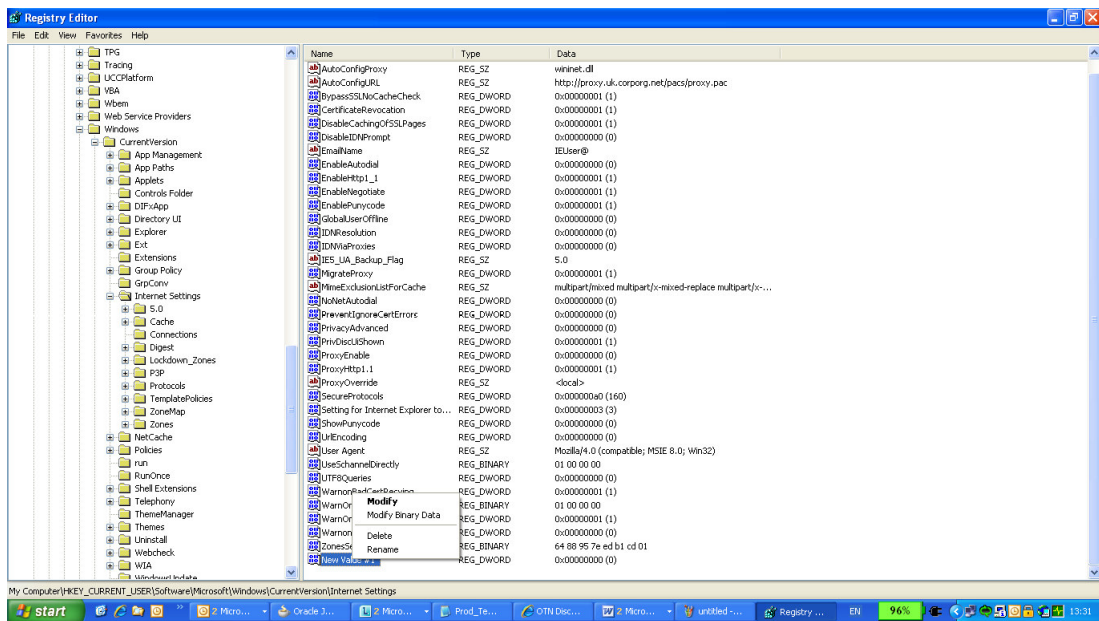 Registry Editor
File Edit View Favorites Help
TPG
Tracing
UCCPlatform
VBA
Wbem
Web Service Providers
Windows
CurrentVersion
App Management
App Paths
Applets
Controls Folder
DIFxApp
Directory UI
Explorer
Ext
Extensions
Group Policy
GrpConv
Internet Settings
5.0
Cache
Connections
Digest
Lockdown_Zones
P3P
Protocols
TemplatePolicies
ZoneMap
Zones
NetCache
Policies
run
RunOnce
Shell Extensions
Telephony
ThemeManager
Themes
Uninstall
Webcheck
WIA
WindowsUpdate
Name Type Data
AutoConfigProxy REG_SZ wininet.dll
AutoConfigURL REG_SZ http://proxy.uk.corporg.net/pacs/proxy.pac
BypassSSLNoCacheCheck REG_DWORD 0x00000001 (1)
CertificateRevocation REG_DWORD 0x00000001 (1)
DisableCachingOfSSLPages REG_DWORD 0x00000001 (1)
DisableIDNPrompt REG_DWORD 0x00000000 (0)
EmailName REG_SZ IEUser@
EnableAutodial REG_DWORD 0x00000000 (0)
EnableHttp1_1 REG_DWORD 0x00000001 (1)
EnableNegotiate REG_DWORD 0x00000001 (1)
EnablePunycode REG_DWORD 0x00000001 (1)
GlobalUserOffline REG_DWORD 0x00000000 (0)
IDNResolution REG_DWORD 0x00000000 (0)
IDNViaProxies REG_DWORD 0x00000000 (0)
IE5_UA_Backup_Flag REG_SZ 5.0
MigrateProxy REG_DWORD 0x00000001 (1)
MimeExclusionListForCache REG_SZ multipart/mixed multipart/x-mixed-replace multipart/x-...
NoNetAutodial REG_DWORD 0x00000000 (0)
PreventIgnoreCertErrors REG_DWORD 0x00000000 (0)
PrivacyAdvanced REG_DWORD 0x00000000 (0)
PrivDiscUiShown REG_DWORD 0x00000001 (1)
ProxyEnable REG_DWORD 0x00000000 (0)
ProxyHttp1.1 REG_DWORD 0x00000001 (1)
ProxyOverride REG_SZ <local>
SecureProtocols REG_DWORD 0x000000a0 (160)
Setting for Internet Explorer to... REG_DWORD 0x00000003 (3)
ShowPunycode REG_DWORD 0x00000000 (0)
UrlEncoding REG_DWORD 0x00000000 (0)
User Agent REG_SZ Mozilla/4.0 (compatible; MSIE 8.0; Win32)
UseSchannelDirectly REG_BINARY 01 00 00 00
UTF8Queries REG_DWORD 0x00000000 (0)
WarnonBadCertRecving REG_DWORD 0x00000001 (1)
WarnOr REG_BINARY 01 00 00 00
WarnOr REG_DWORD 0x00000001 (1)
Warnon REG_DWORD 0x00000000 (0)
ZonesSe REG_BINARY 64 88 95 7e ed b1 cd 01
New Value #1 REG_DWORD 0x00000000 (0)
Modify
Modify Binary Data
Delete
Rename
My Computer\HKEY_CURRENT_USER\Software\Microsoft\Windows\CurrentVersion\Internet Settings
start 2 Micro... Oracle J... 2 Micro... Prod_Te... OTN Disc... 2 Micro... untitled -... Registry ... EN 96% 13:31